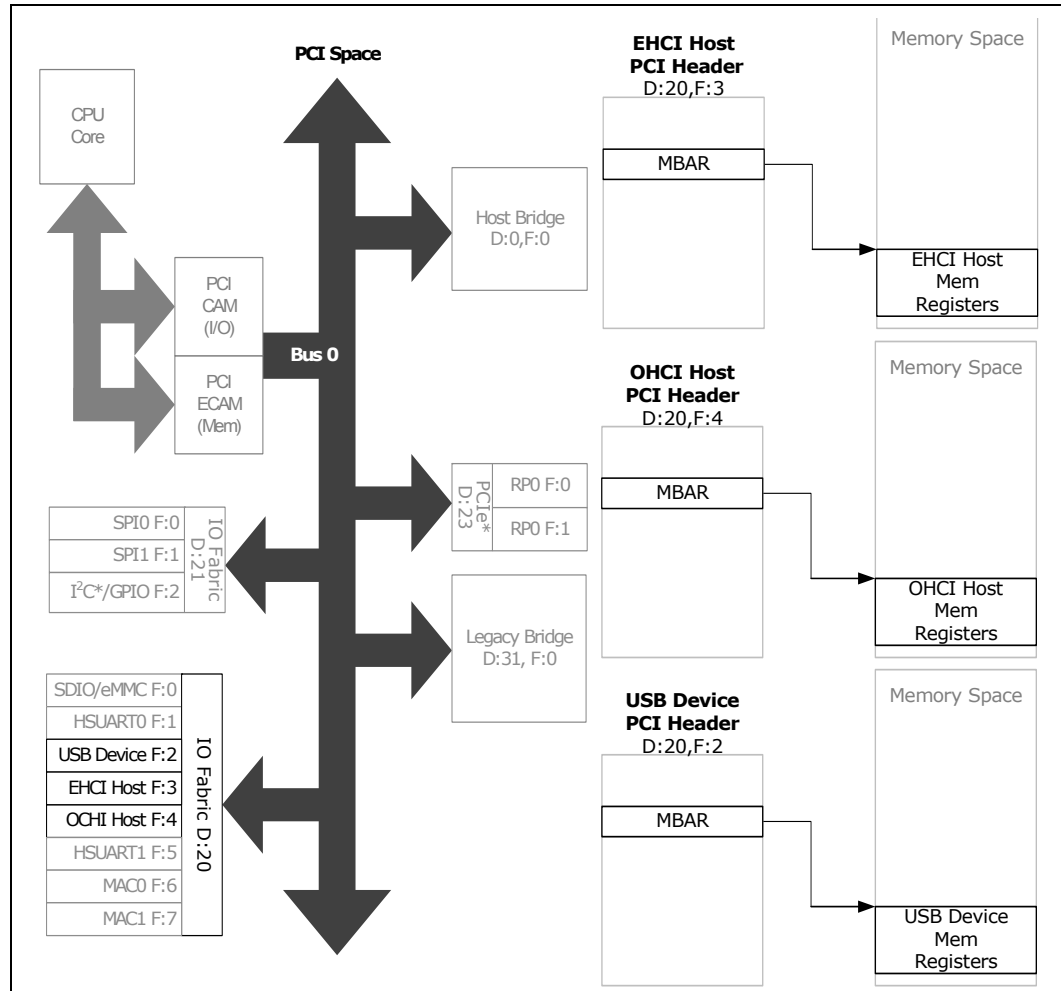 PCI Space
CPU
Core
PCI
CAM
(I/O)
PCI
ECAM
(Mem)
Bus 0
Host Bridge
D:0,F:0
SPI0 F:0
SPI1 F:1
I²C*/GPIO F:2
IO Fabric
D:21
PCIe*
D:23
RP0 F:0
RP0 F:1
Legacy Bridge
D:31, F:0
SDIO/eMMC F:0
HSUART0 F:1
USB Device F:2
EHCI Host F:3
OCHI Host F:4
HSUART1 F:5
MAC0 F:6
MAC1 F:7
IO Fabric D:20
EHCI Host
PCI Header
D:20,F:3
MBAR
Memory Space
EHCI Host
Mem
Registers
OHCI Host
PCI Header
D:20,F:4
MBAR
Memory Space
OHCI Host
Mem
Registers
USB Device
PCI Header
D:20,F:2
MBAR
Memory Space
USB Device
Mem
Registers